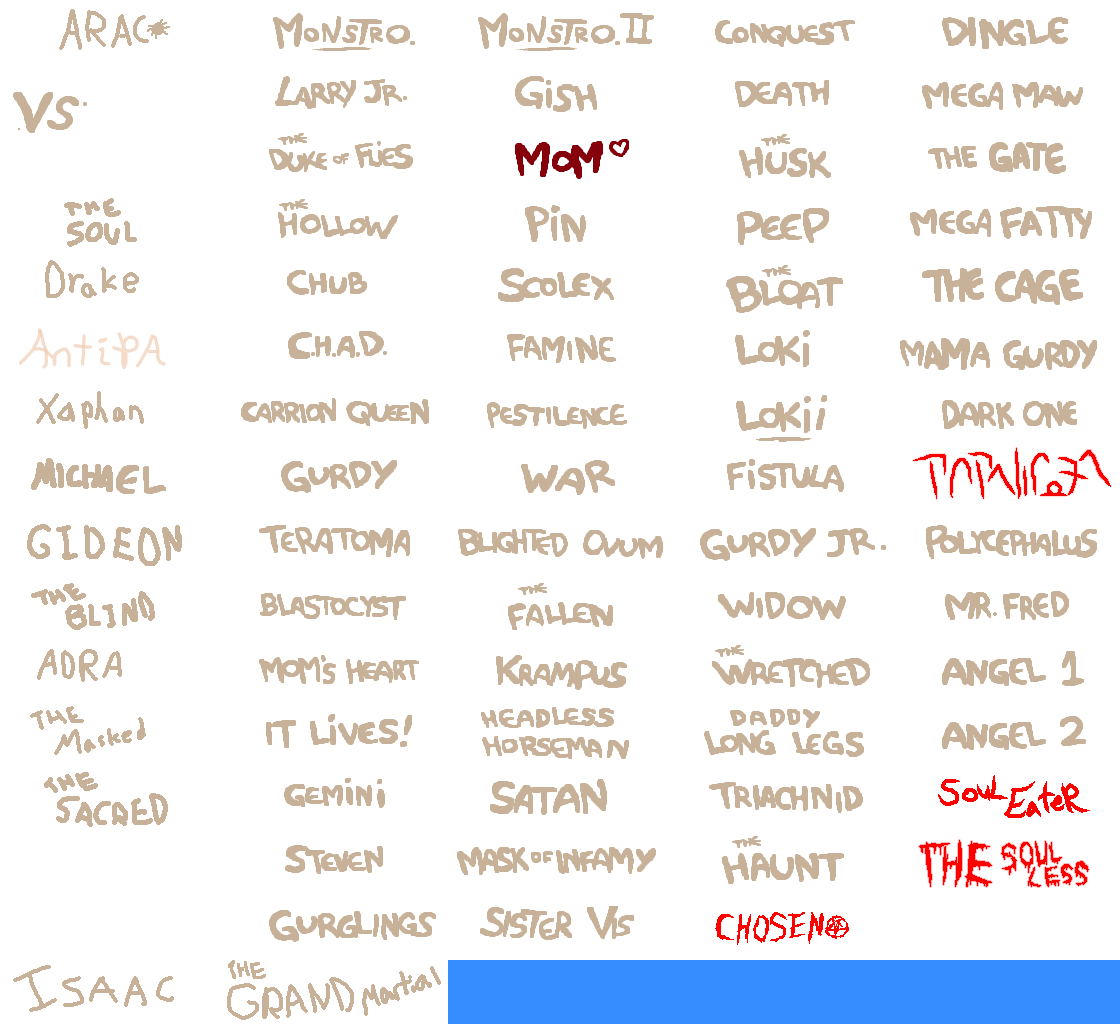 ARAC
MONSTRO.
MONSTRO. II
CONQUEST
DINGLE
VS.
LARRY JR.
GiSH
DEATH
MEGA MAW
THE
DUKE OF FLIES
MOM
THE
HUSK
THE GATE
THE
SOUL
THE
HOLLOW
PiN
PEEP
MEGA FATTY
Drake
CHUB
SCOLEX
THE
BLOAT
THE CAGE
AntiPA
C.H.A.D.
FAMINE
LOKi
MAMA GURDY
Xaphan
CARRION QUEEN
PESTILENCE
LOKii
DARK ONE
MICHAEL
GURDY
WAR
FiSTULA
GIDEON
TERATOMA
BLIGHTED OVUM
GURDY JR.
POLYCEPHALUS
THE
BLIND
BLASTOCYST
THE
FALLEN
WiDOW
MR. FRED
ADRA
MOM'S HEART
KRAMPUS
THE
WRETCHED
ANGEL 1
THE
Masked
IT LiVES!
HEADLESS
HORSEMAN
DADDY
LONG LEGS
ANGEL 2
THE
SACRED
GEMiNi
SATAN
TRIACHNID
SOUL
EateR
STEVEN
MASK OF INFAMY
THE
HAUNT
THE SOUL
LESS
GURGLINGS
SISTER VIS
CHOSEN
ISAAC
THE
GRAND Martial